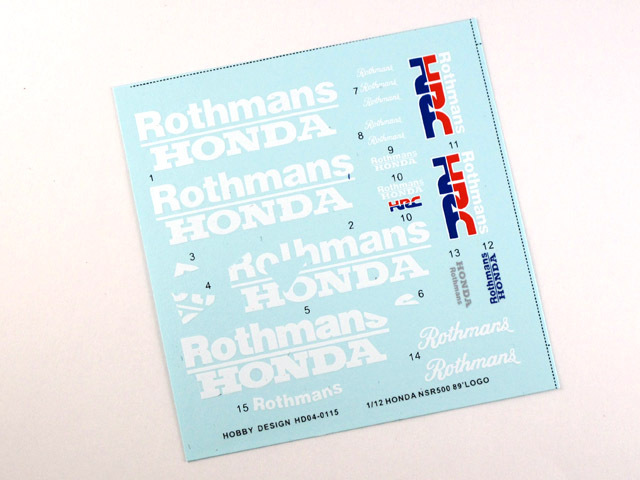 Rothmans
HONDA
1
Rothmans
Rothmans
Rothmans
7
Rothmans
Rothmans
8
HRC
Rothmans
11
Rothmans
HONDA
2
9
Rothmans
HONDA
10
Rothmans
HONDA
HRC
10
HRC
Rothmans
3
4
Rothmans
HONDA
5
6
13
Rothmans
HONDA
12
Rothmans
HONDA
Rothmans
HONDA
Rothmans
Rothmans
14
15
Rothmans
HOBBY DESIGN HD04-0115
1/12 HONDA NSR500 89'LOGO